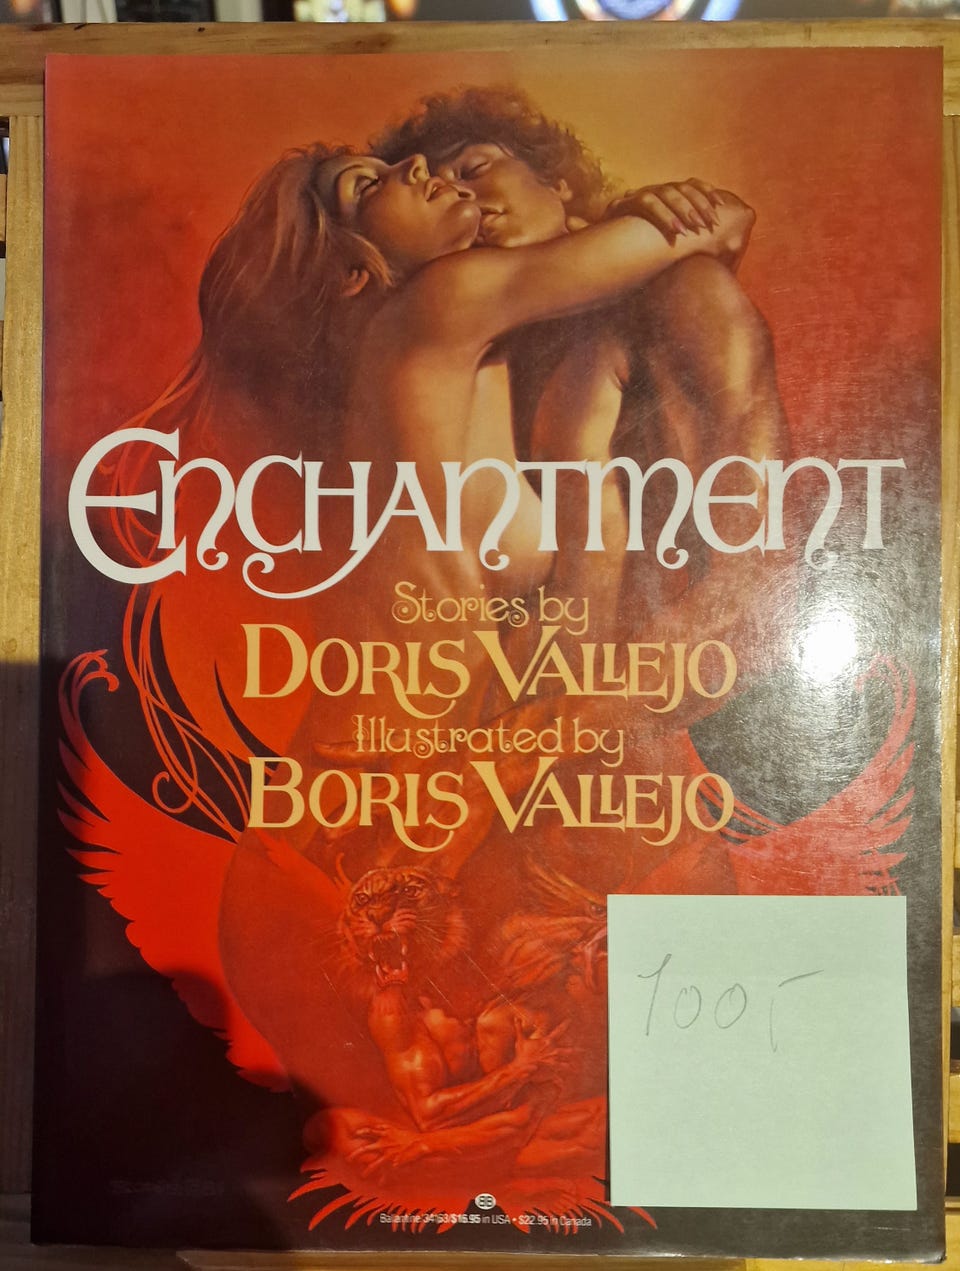 Enchantment
Stories by
Doris Vallejo
Illustrated by
Boris Vallejo
100,-
BB
Ballantine/34153/$16.95 in USA • $22.95 in Canada